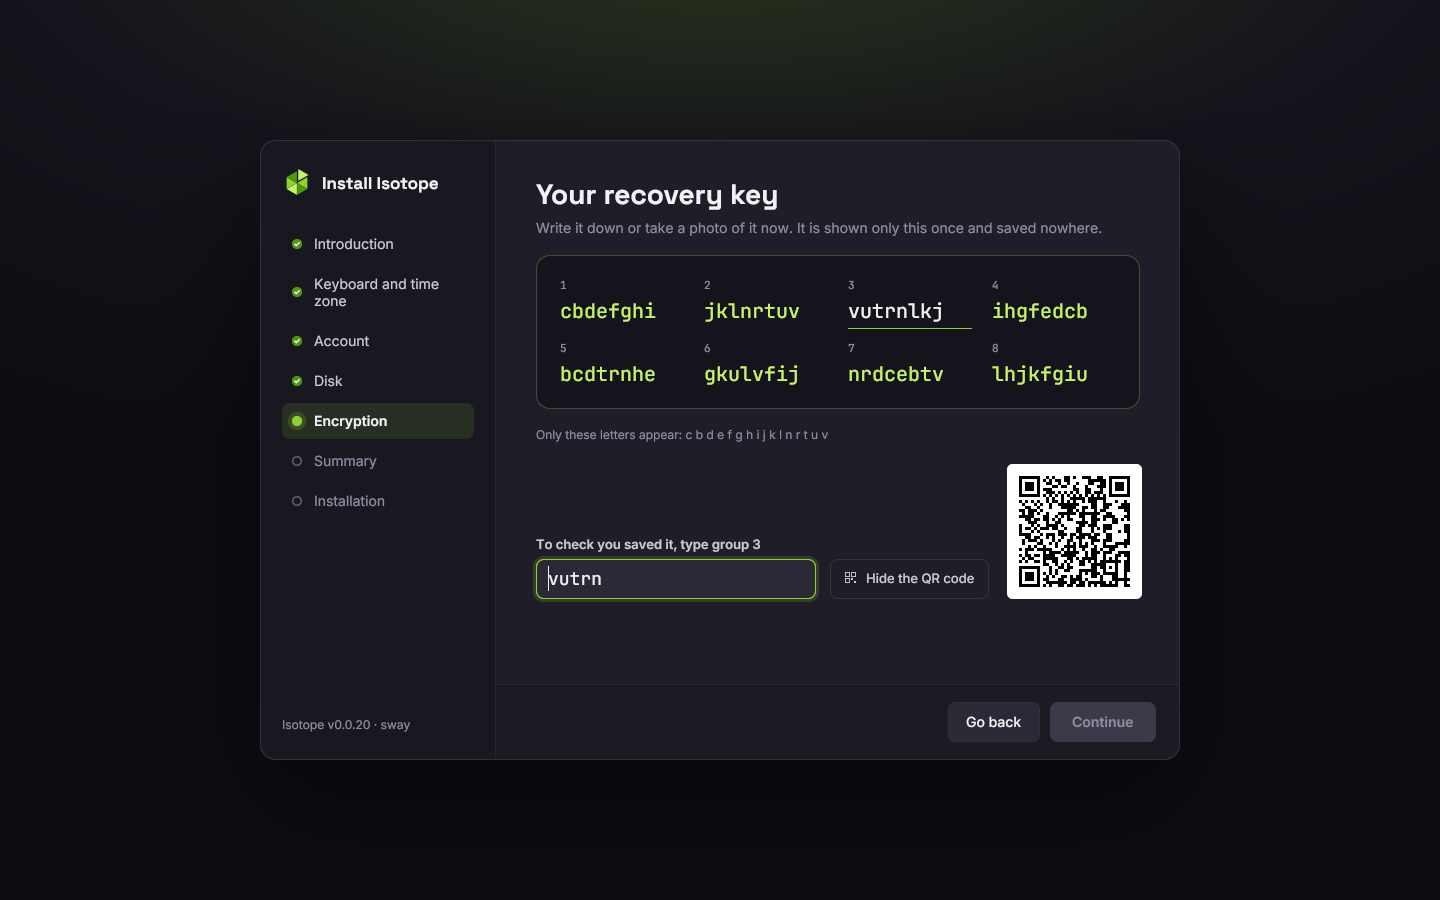 Install Isotope
Introduction
Keyboard and time
zone
Account
Disk
Encryption
Summary
Installation
Isotope v0.0.20 · sway
Your recovery key
Write it down or take a photo of it now. It is shown only this once and saved nowhere.
1 2 3 4
cbdefghi jklnrtuv vutrnlkj ihgfedcb
5 6 7 8
bcdtrnhe gkulvfij nrdcebtv lhjkfgiu
Only these letters appear: c b d e f g h i j k l n r t u v
To check you saved it, type group 3
vutrn
Hide the QR code
Go back
Continue